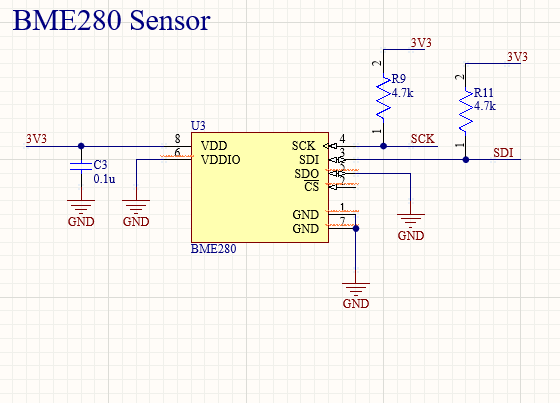 BME280 Sensor
3V3
3V3
2
2
R9
4.7k
R11
4.7k
1
1
U3
3V3
8
VDD
SCK
4
SCK
6
VDDIO
SDI
3
SDI
C3
0.1u
SDO
5
CS
2
GND
GND
GND
1
GND
7
GND
BME280
GND